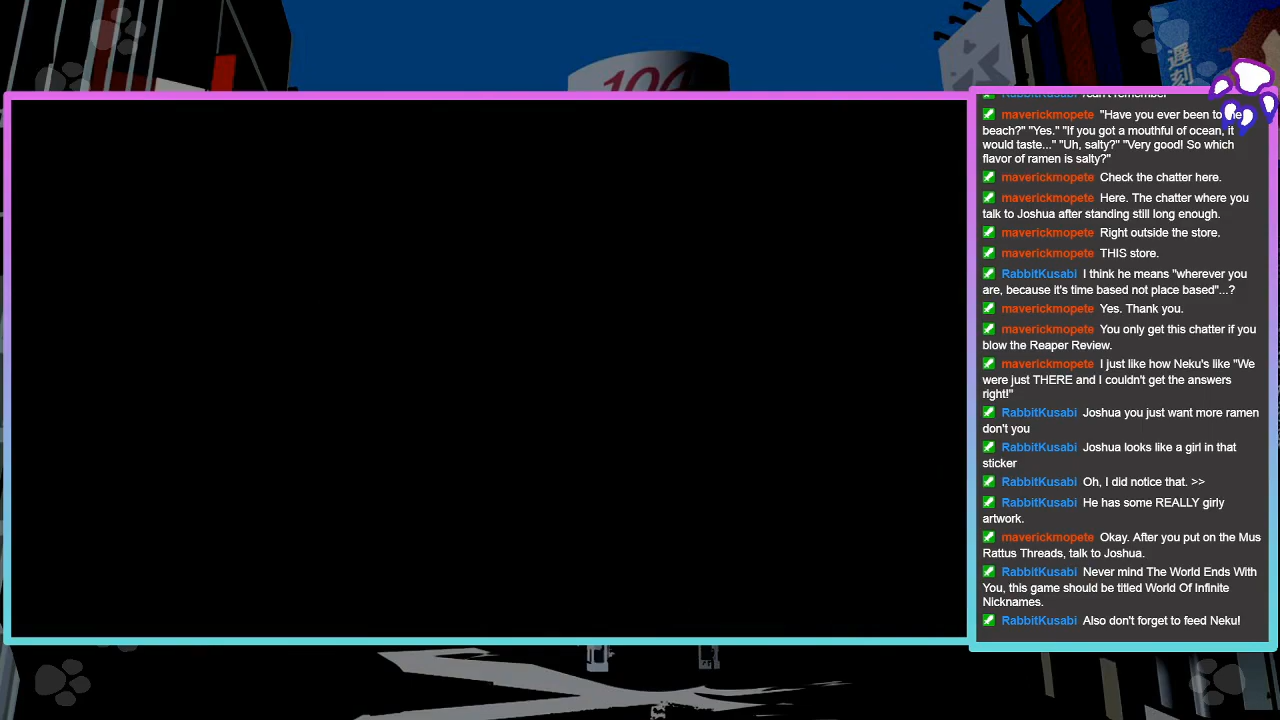 104
遅刻
RabbitKusabi I can't remember
maverickmopete "Have you ever been to the
beach?" "Yes." "If you got a mouthful of ocean, it
would taste..." "Uh, salty?" "Very good! So which
flavor of ramen is salty?"
maverickmopete Check the chatter here.
maverickmopete Here. The chatter where you
talk to Joshua after standing still long enough.
maverickmopete Right outside the store.
maverickmopete THIS store.
RabbitKusabi I think he means "wherever you
are, because it's time based not place based"...?
maverickmopete Yes. Thank you.
maverickmopete You only get this chatter if you
blow the Reaper Review.
maverickmopete I just like how Neku's like "We
were just THERE and I couldn't get the answers
right!"
RabbitKusabi Joshua you just want more ramen
don't you
RabbitKusabi Joshua looks like a girl in that
sticker
RabbitKusabi Oh, I did notice that. >>
RabbitKusabi He has some REALLY girly
artwork.
maverickmopete Okay. After you put on the Mus
Rattus Threads, talk to Joshua.
RabbitKusabi Never mind The World Ends With
You, this game should be titled World Of Infinite
Nicknames.
RabbitKusabi Also don't forget to feed Neku!